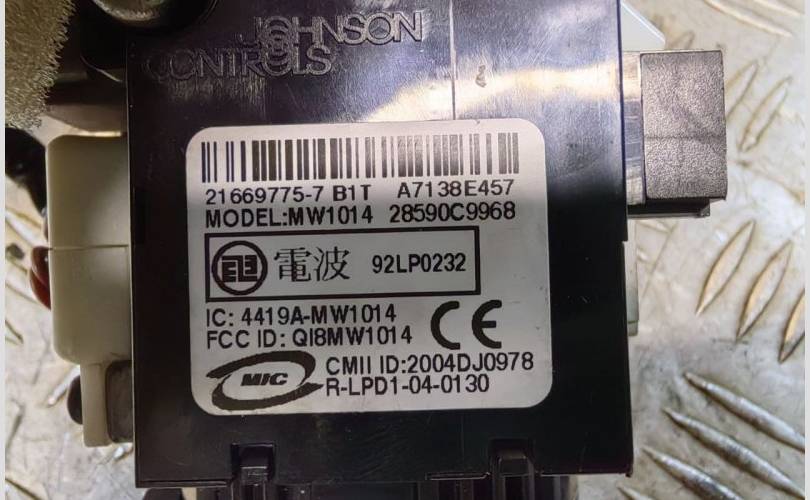 JOHNSON
CONTROLS
21669775-7 B1T A7138E457
MODEL:MW1014 28590C9968
電波 92LP0232
IC: 4419A-MW1014
FCC ID: QI8MW1014 CE
CMII ID:2004DJ0978
MIC R-LPD1-04-0130